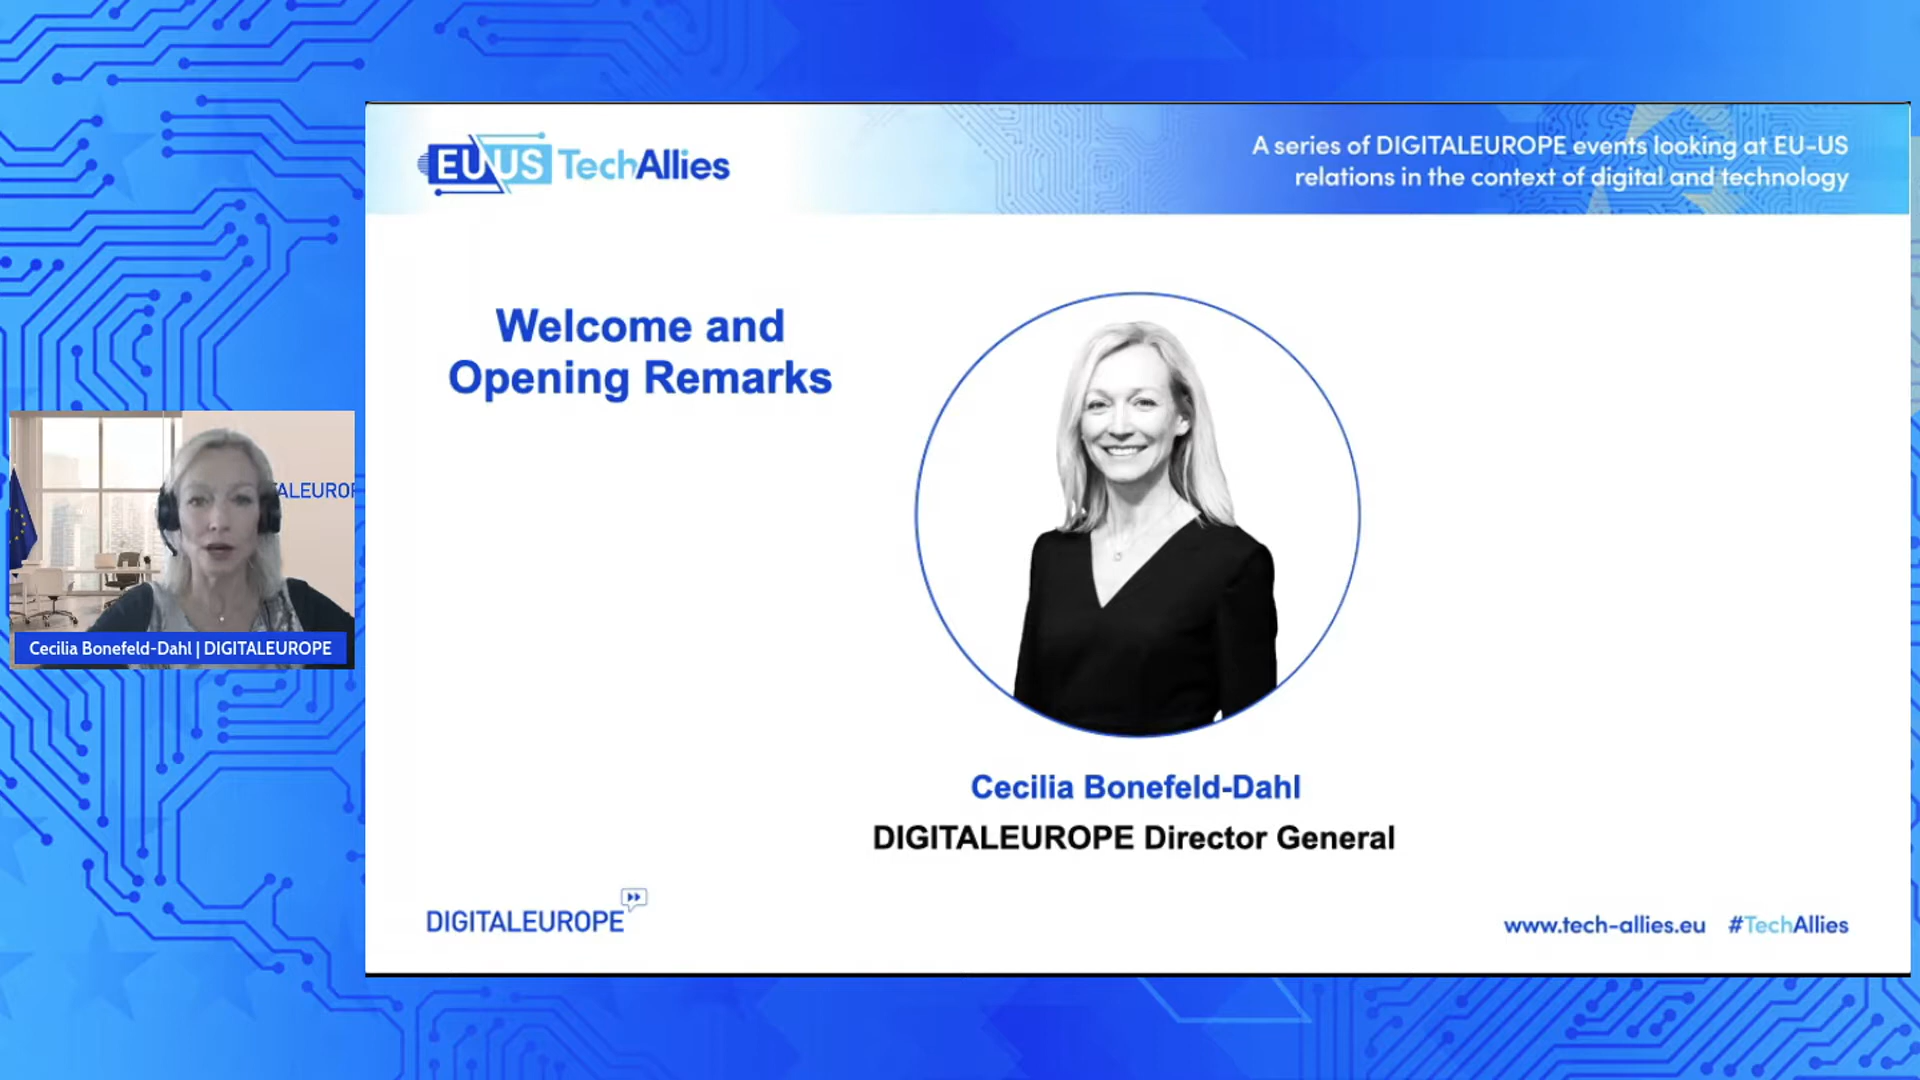 EU US TechAllies
A series of DIGITALEUROPE events looking at EU-US
relations in the context of digital and technology
Welcome and
Opening Remarks
TALEUROP
Cecilia Bonefeld-Dahl | DIGITALEUROPE
Cecilia Bonefeld-Dahl
DIGITALEUROPE Director General
DIGITALEUROPE
www.tech-allies.eu #TechAllies